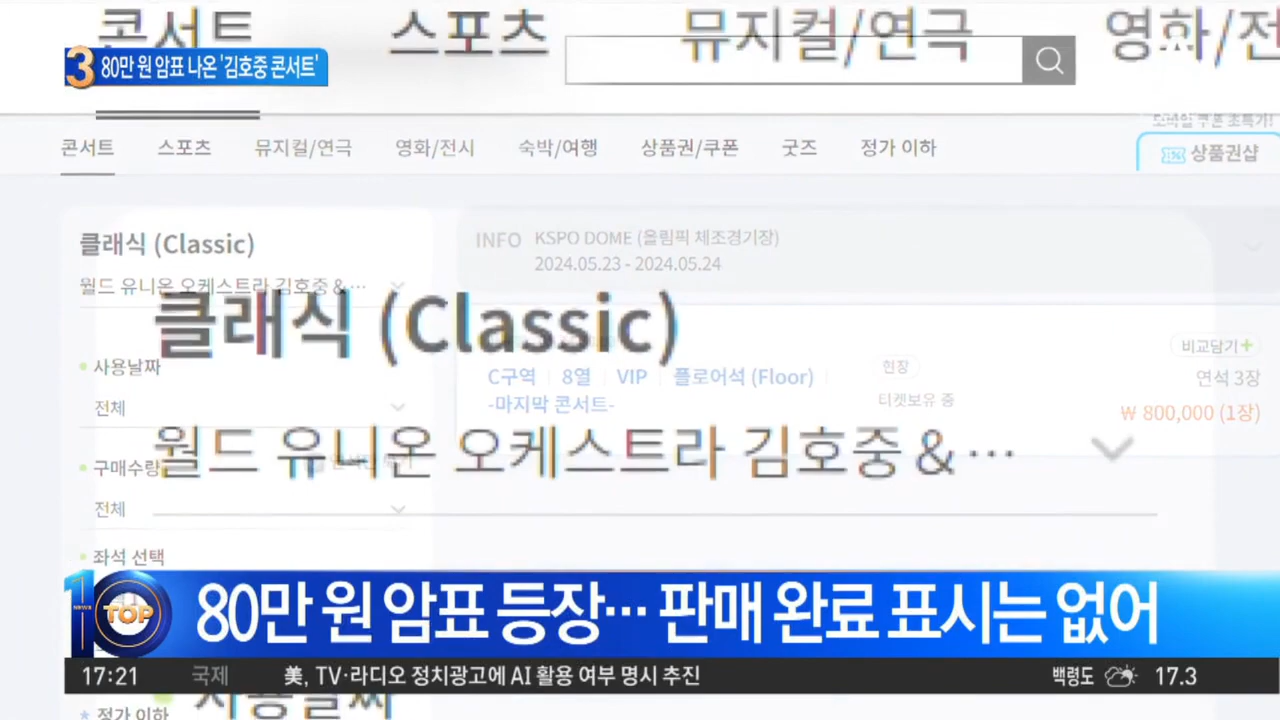 콘서트 스포츠 뮤지컬/연극 영화/전
3 80만 원 암표 나온 '김호중 콘서트'
콘서트 스포츠 뮤지컬/연극 영화/전시 숙박/여행 상품권/쿠폰 굿즈 정가 이하
상품권샵
클래식 (Classic)
월드 유니온 오케스트라 김호중 &…
INFO KSPO DOME (올림픽 체조경기장)
2024.05.23 - 2024.05.24
클래식 (Classic)
비교담기+
사용날짜
C구역 8열 VIP 플로어석 (Floor)
현장
연석 3장
-마지막 콘서트-
티켓보유 중
₩ 800,000 (1장)
전체
월드 유니온 오케스트라 김호중 &…
구매수량
전체
좌석 선택
10 NEWS TOP
80만 원 암표 등장… 판매 완료 표시는 없어
17:21 국제 美, TV·라디오 정치광고에 AI 활용 여부 명시 추진 백령도 17.3
사용날짜
* 정가 이하